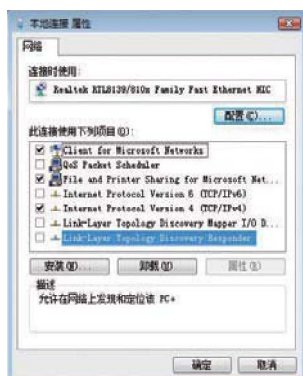 本地连接 属性
网络
连接时使用:
Realtek RTL8139/810x Family Fast Ethernet NIC
配置(C)...
此连接使用下列项目(O):
Client for Microsoft Networks
QoS Packet Scheduler
File and Printer Sharing for Microsoft Net...
Internet Protocol Version 6 (TCP/IPv6)
Internet Protocol Version 4 (TCP/IPv4)
Link-Layer Topology Discovery Mapper I/O D...
Link-Layer Topology Discovery Responder
安装(N)... 卸载(U) 属性(R)
描述
允许在网络上发现和定位该 PC。
确定 取消